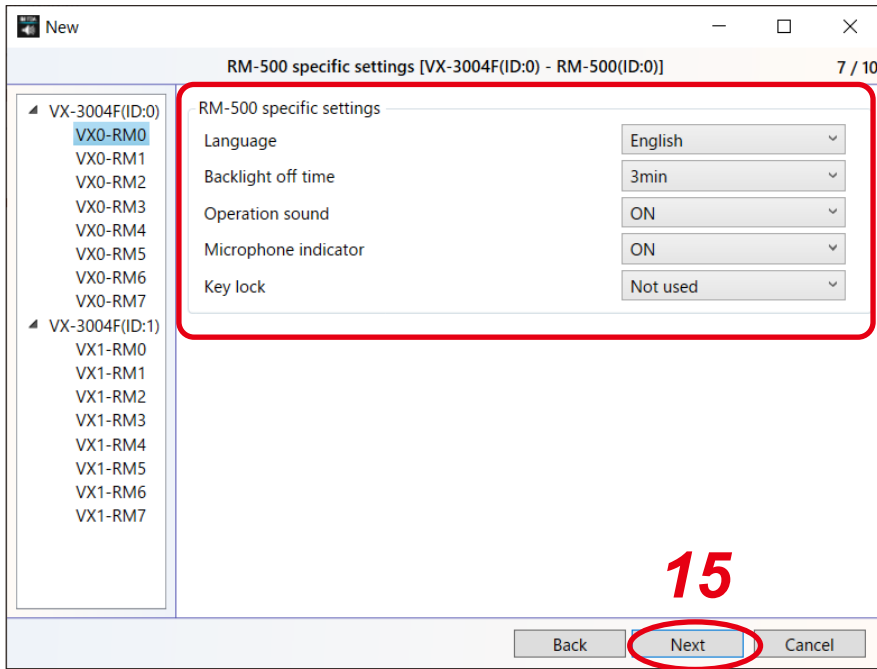 New
RM-500 specific settings [VX-3004F(ID:0) - RM-500(ID:0)] 7 / 10
VX-3004F(ID:0)
VX0-RM0
VX0-RM1
VX0-RM2
VX0-RM3
VX0-RM4
VX0-RM5
VX0-RM6
VX0-RM7
VX-3004F(ID:1)
VX1-RM0
VX1-RM1
VX1-RM2
VX1-RM3
VX1-RM4
VX1-RM5
VX1-RM6
VX1-RM7
RM-500 specific settings
Language English
Backlight off time 3min
Operation sound ON
Microphone indicator ON
Key lock Not used
15
Back Next Cancel